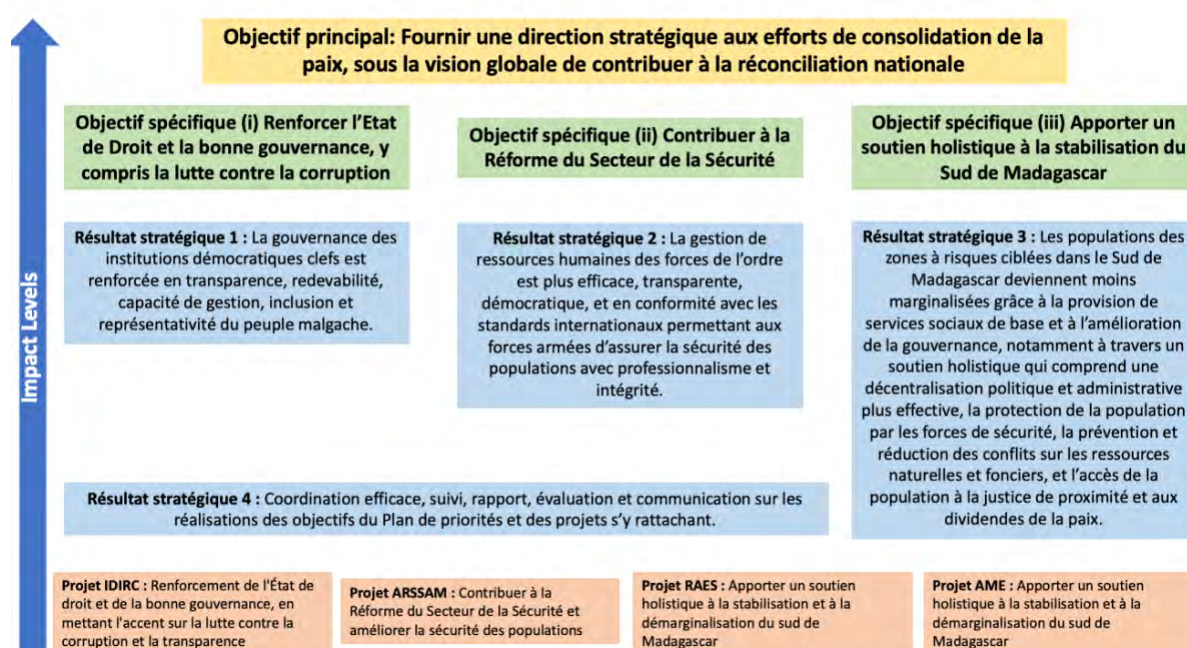 Objectif principal: Fournir une direction stratégique aux efforts de consolidation de la
paix, sous la vision globale de contribuer à la réconciliation nationale
Objectif spécifique (i) Renforcer l'Etat
de Droit et la bonne gouvernance, y
compris la lutte contre la corruption
Objectif spécifique (ii) Contribuer à la
Réforme du Secteur de la Sécurité
Objectif spécifique (iii) Apporter un
soutien holistique à la stabilisation du
Sud de Madagascar
Résultat stratégique 1 : La gouvernance des
institutions démocratiques clefs est
renforcée en transparence, redevabilité,
capacité de gestion, inclusion et
représentativité du peuple malgache.
Résultat stratégique 2 : La gestion de
ressources humaines des forces de l'ordre
est plus efficace, transparente,
démocratique, et en conformité avec les
standards internationaux permettant aux
forces armées d'assurer la sécurité des
populations avec professionnalisme et
intégrité.
Résultat stratégique 3 : Les populations des
zones à risques ciblées dans le Sud de
Madagascar deviennent moins
marginalisées grâce à la provision de
services sociaux de base et à l'amélioration
de la gouvernance, notamment à travers un
soutien holistique qui comprend une
décentralisation politique et administrative
plus effective, la protection de la population
par les forces de sécurité, la prévention et
réduction des conflits sur les ressources
naturelles et fonciers, et l'accès de la
population à la justice de proximité et aux
dividendes de la paix.
Résultat stratégique 4 : Coordination efficace, suivi, rapport, évaluation et communication sur les
réalisations des objectifs du Plan de priorités et des projets s'y rattachant.
Projet IDIRC : Renforcement de l'État de
droit et de la bonne gouvernance, en
mettant l'accent sur la lutte contre la
corruption et la transparence
Projet ARSSAM : Contribuer à la
Réforme du Secteur de la Sécurité et
améliorer la sécurité des populations
Projet RAES : Apporter un soutien
holistique à la stabilisation et à la
démarginalisation du sud de
Madagascar
Projet AME : Apporter un soutien
holistique à la stabilisation et à la
démarginalisation du sud de
Madagascar
Impact Levels